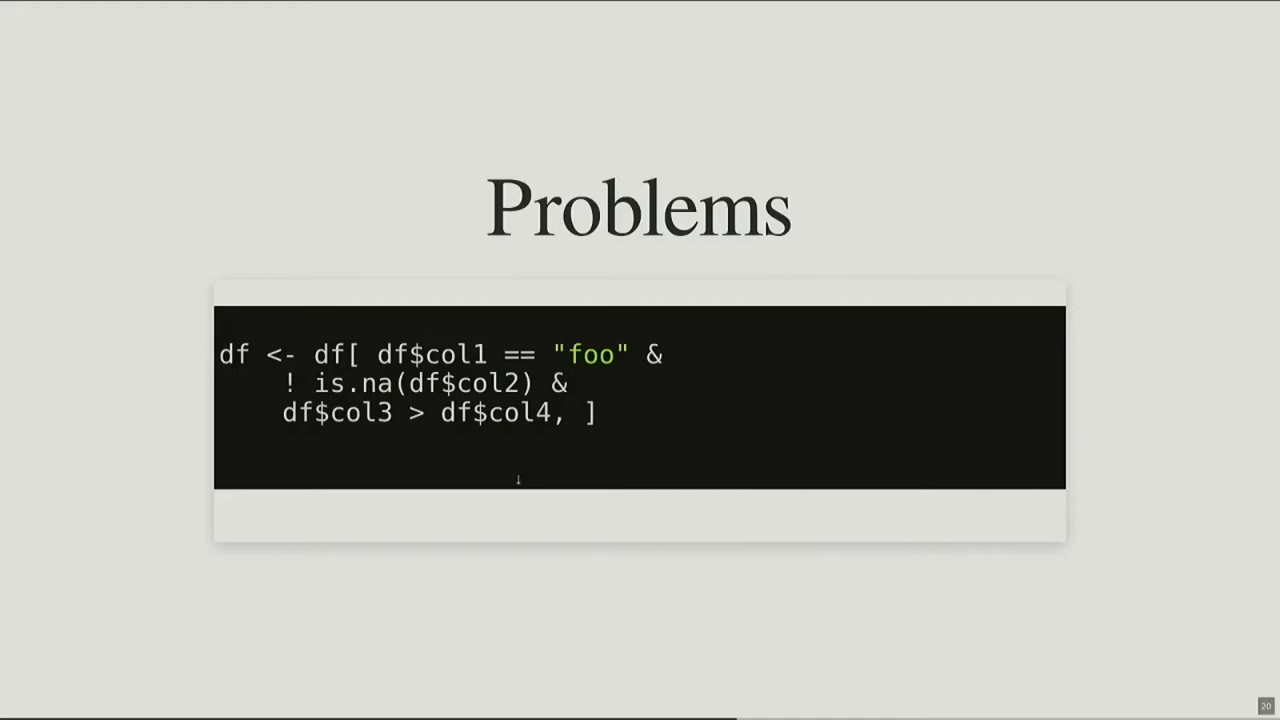 Problems
df <- df[ df$col1 == "foo" &
    ! is.na(df$col2) &
    df$col3 > df$col4, ]
20